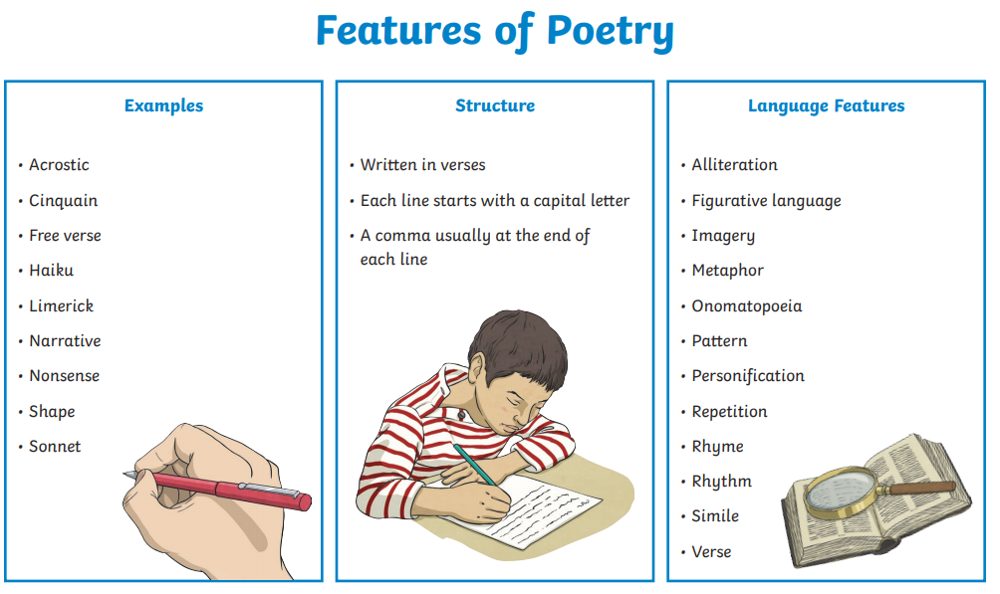 Features of Poetry
Examples
• Acrostic
• Cinquain
• Free verse
• Haiku
• Limerick
• Narrative
• Nonsense
• Shape
• Sonnet
Structure
• Written in verses
• Each line starts with a capital letter
• A comma usually at the end of
each line
Language Features
• Alliteration
• Figurative language
• Imagery
• Metaphor
• Onomatopoeia
• Pattern
• Personification
• Repetition
• Rhyme
• Rhythm
• Simile
• Verse